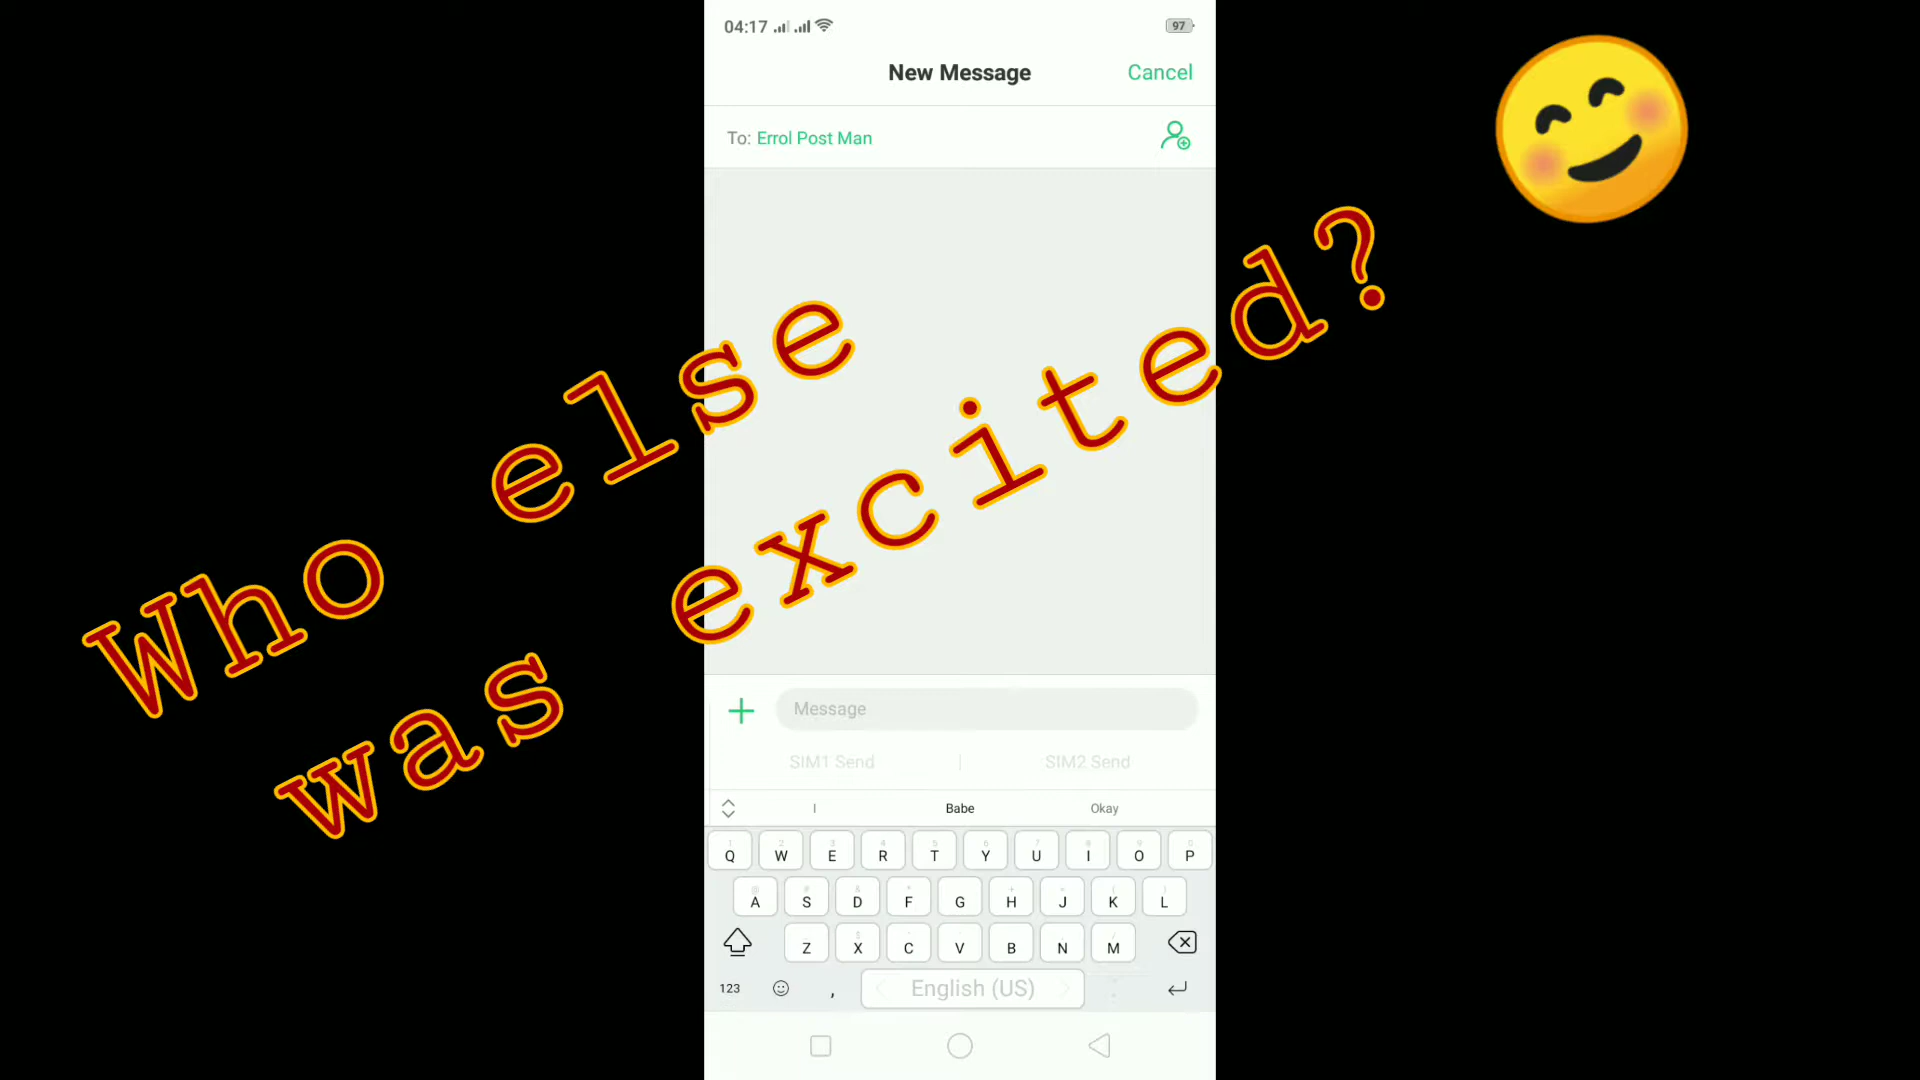 04:17
97
New Message
Cancel
To: Errol Post Man
Who else
was excited?
Message
SIM1 Send | SIM2 Send
I Babe Okay
Q W E R T Y U I O P
A S D F G H J K L
Z X C V B N M
123 , English (US)